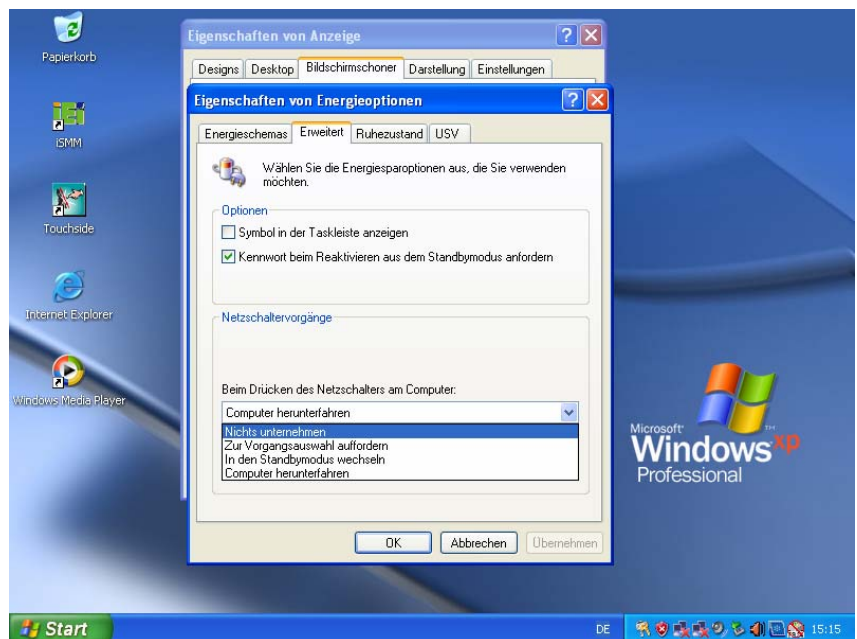 Papierkorb
iEi
iSMM
Touchside
Internet Explorer
Windows Media Player
Eigenschaften von Anzeige
Designs Desktop Bildschirmschoner Darstellung Einstellungen
Eigenschaften von Energieoptionen
Energieschemas Erweitert Ruhezustand USV
Wählen Sie die Energiesparoptionen aus, die Sie verwenden
möchten.
Optionen
Symbol in der Taskleiste anzeigen
Kennwort beim Reaktivieren aus dem Standbymodus anfordern
Netzschaltervorgänge
Beim Drücken des Netzschalters am Computer:
Computer herunterfahren
Nichts unternehmen
Zur Vorgangsauswahl auffordern
In den Standbymodus wechseln
Computer herunterfahren
OK Abbrechen Übernehmen
Microsoft
Windows xp TM
Professional
Start DE 15:15